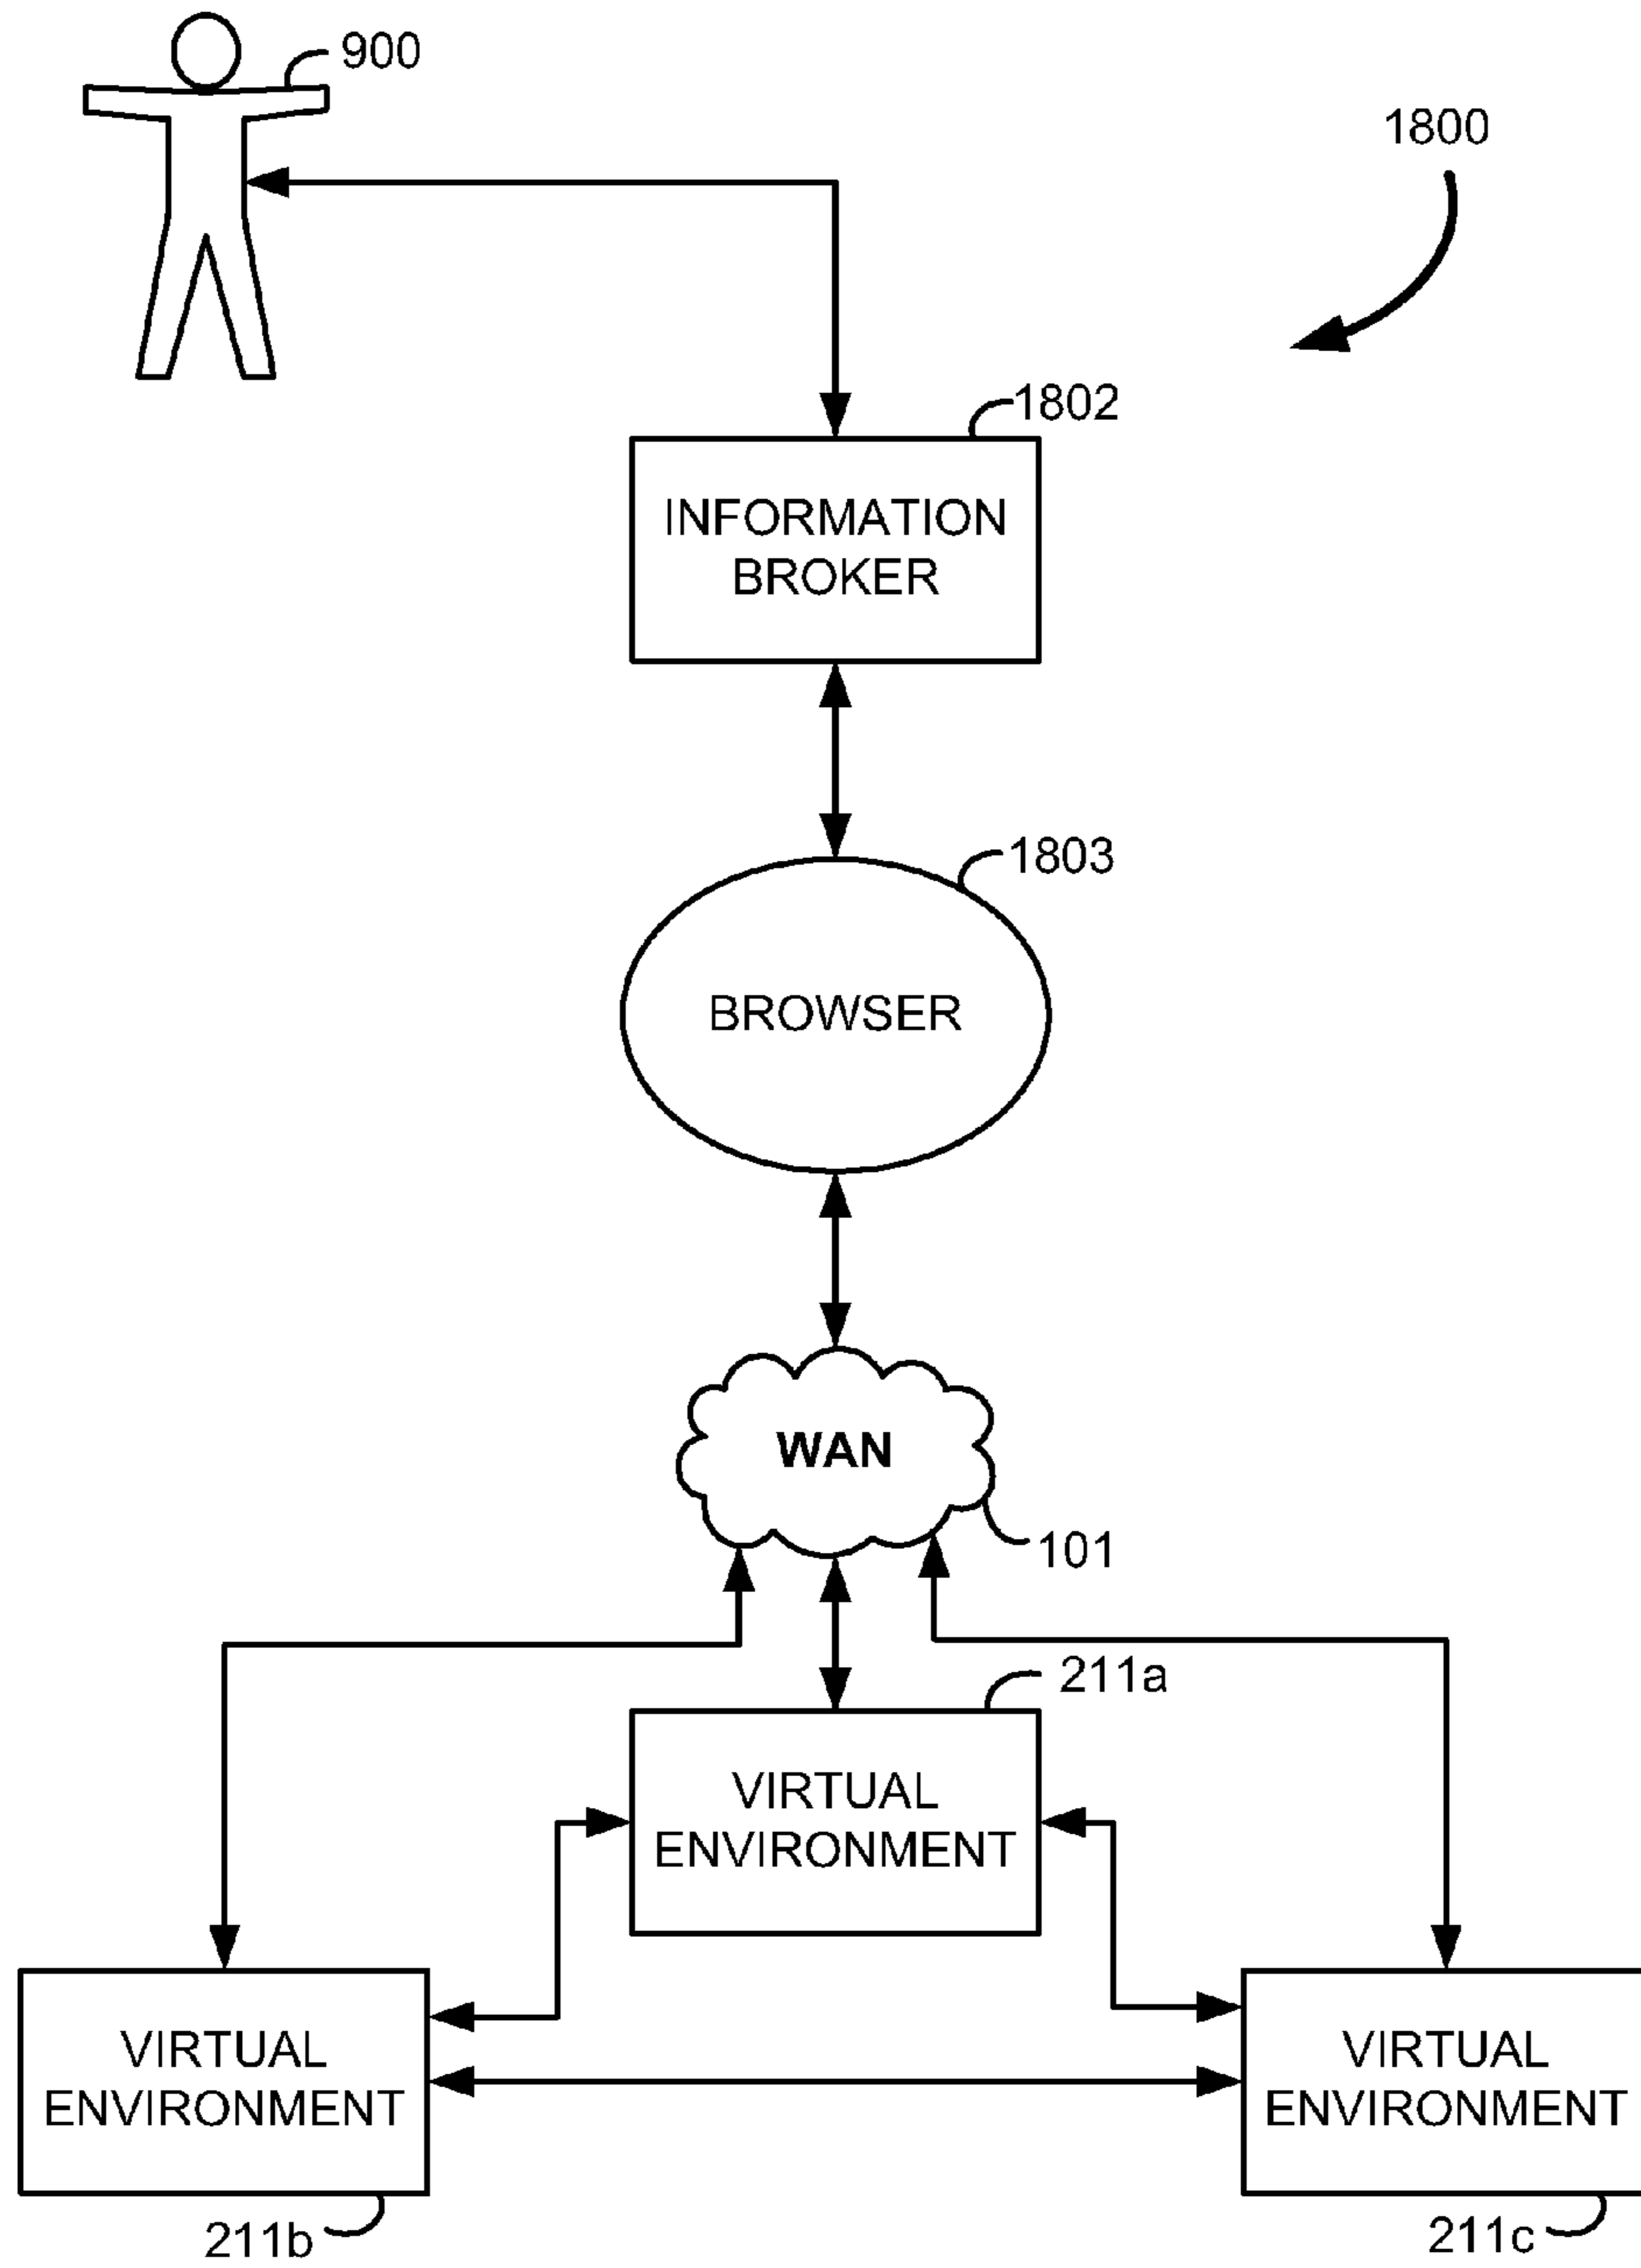 900
1800
1802
INFORMATION
BROKER
1803
BROWSER
WAN
101
211a
VIRTUAL
ENVIRONMENT
VIRTUAL
ENVIRONMENT
211b
VIRTUAL
ENVIRONMENT
211c